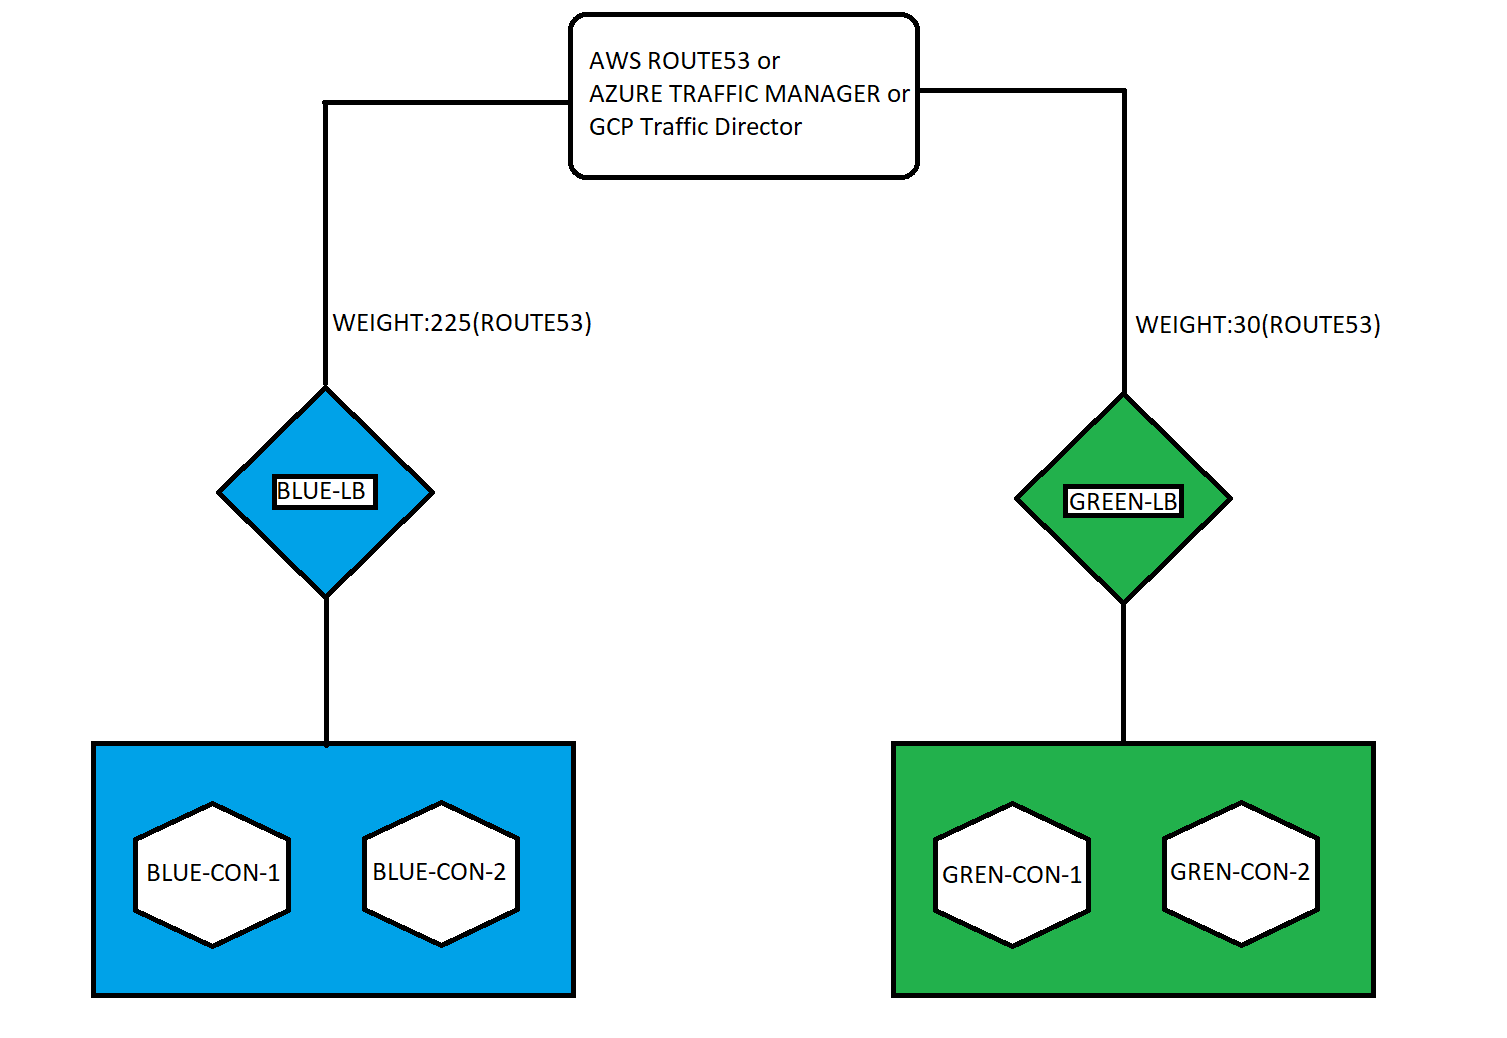 AWS ROUTE53 or
AZURE TRAFFIC MANAGER or
GCP Traffic Director
WEIGHT:225(ROUTE53)
WEIGHT:30(ROUTE53)
BLUE-LB
GREEN-LB
BLUE-CON-1
BLUE-CON-2
GREN-CON-1
GREN-CON-2